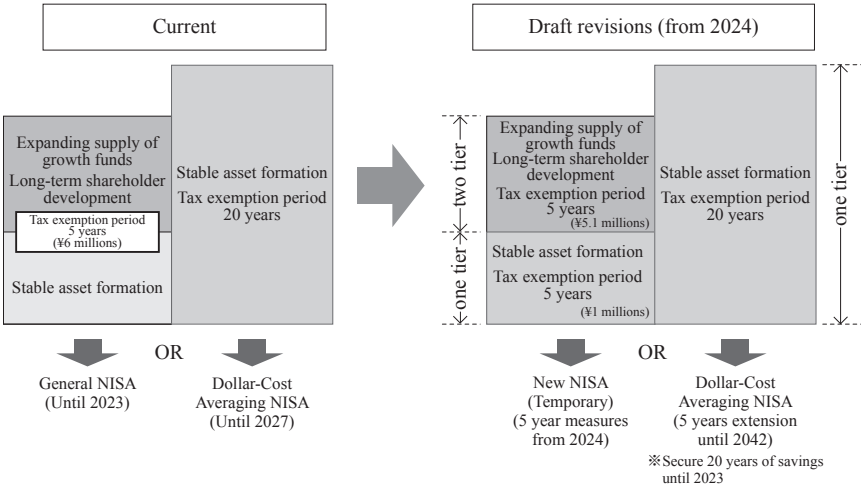 Current
Expanding supply of
growth funds
Long-term shareholder
development
Tax exemption period
5 years
(¥6 millions)
Stable asset formation
Stable asset formation
Tax exemption period
20 years
OR
General NISA
(Until 2023)
Dollar-Cost
Averaging NISA
(Until 2027)
Draft revisions (from 2024)
two tier
one tier
Expanding supply of
growth funds
Long-term shareholder
development
Tax exemption period
5 years
(¥5.1 millions)
Stable asset formation
Tax exemption period
5 years
(¥1 millions)
Stable asset formation
Tax exemption period
20 years
one tier
OR
New NISA
(Temporary)
(5 year measures
from 2024)
Dollar-Cost
Averaging NISA
(5 years extension
until 2042)
※Secure 20 years of savings
until 2023